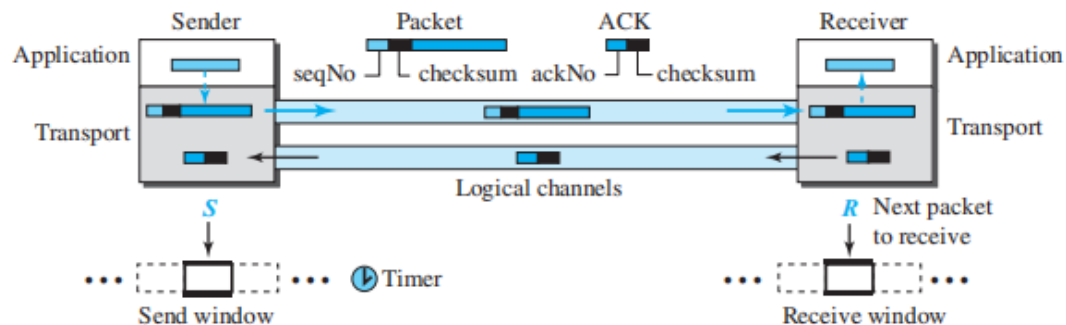 Sender Packet ACK Receiver
Application Application
seqNo checksum ackNo checksum
Transport Transport
Logical channels
S R Next packet
to receive
Timer
Send window Receive window